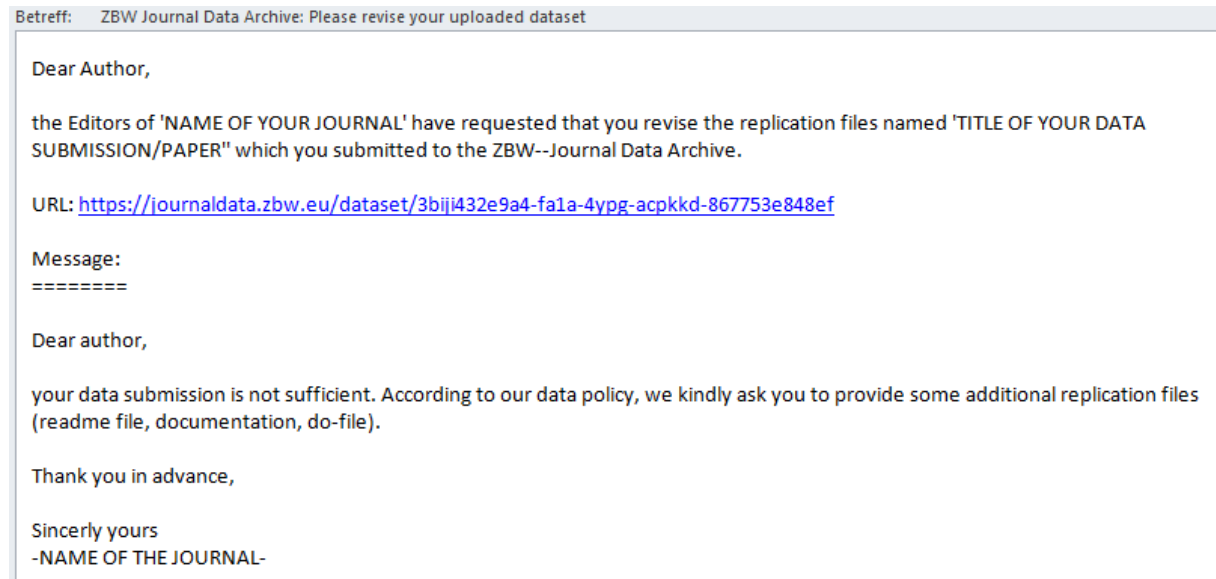 Betreff: ZBW Journal Data Archive: Please revise your uploaded dataset
Dear Author,
the Editors of 'NAME OF YOUR JOURNAL' have requested that you revise the replication files named 'TITLE OF YOUR DATA
SUBMISSION/PAPER" which you submitted to the ZBW--Journal Data Archive.
URL: https://journaldata.zbw.eu/dataset/3biji432e9a4-fa1a-4ypg-acpkkd-867753e848ef
Message:
========
Dear author,
your data submission is not sufficient. According to our data policy, we kindly ask you to provide some additional replication files
(readme file, documentation, do-file).
Thank you in advance,
Sincerly yours
-NAME OF THE JOURNAL-